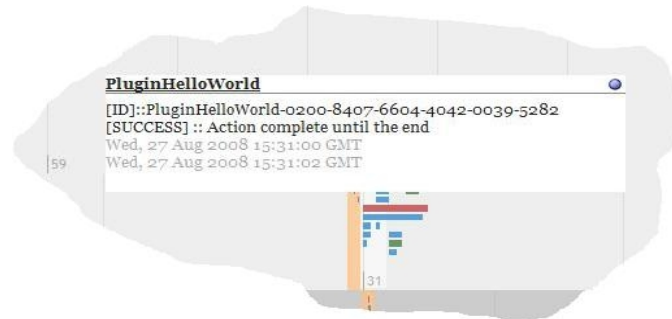 PluginHelloWorld
[ID]::PluginHelloWorld-0200-8407-6604-4042-0039-5282
[SUCCESS] :: Action complete until the end
Wed, 27 Aug 2008 15:31:00 GMT
Wed, 27 Aug 2008 15:31:02 GMT
59
31